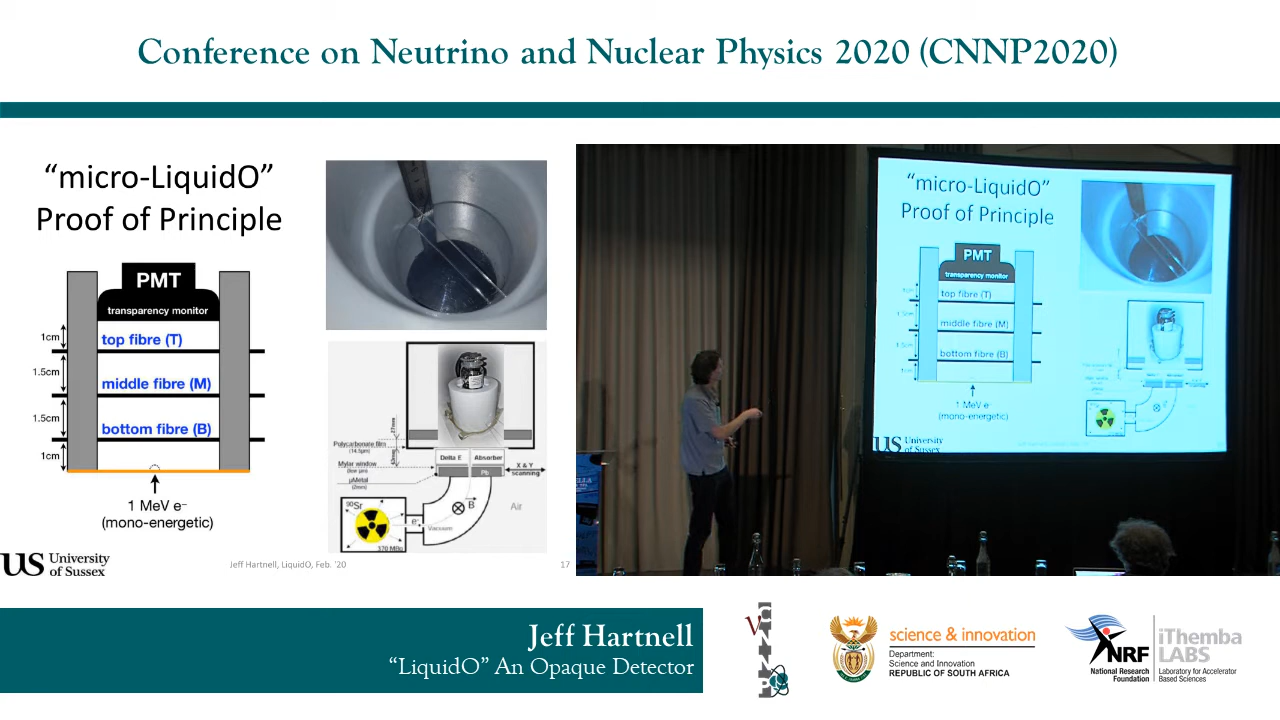 Conference on Neutrino and Nuclear Physics 2020 (CNNP2020)
“micro-LiquidO”
Proof of Principle
PMT
transparency monitor
1cm
top fibre (T)
1.5cm
middle fibre (M)
1.5cm
bottom fibre (B)
1cm
1 MeV e⁻
(mono-energetic)
27mm
Polycarbonate film
(14.5μm)
Mylar window
Delta E
Absorber
μMetal
(2mm)
Pb
X & Y
scanning
⁹⁰Sr
e⁻
B
Vacuum
Air
370 MBq
US University
of Sussex
Jeff Hartnell, LiquidO, Feb. '20
17
“micro-LiquidO”
Proof of Principle
PMT
transparency monitor
top fibre (T)
middle fibre (M)
bottom fibre (B)
1 MeV e⁻
(mono-energetic)
US University
of Sussex
Jeff Hartnell
“LiquidO” An Opaque Detector
νCNNP
science & innovation
Department:
Science and Innovation
REPUBLIC OF SOUTH AFRICA
NRF
National Research
Foundation
iThemba
LABS
Laboratory for Accelerator
Based Sciences